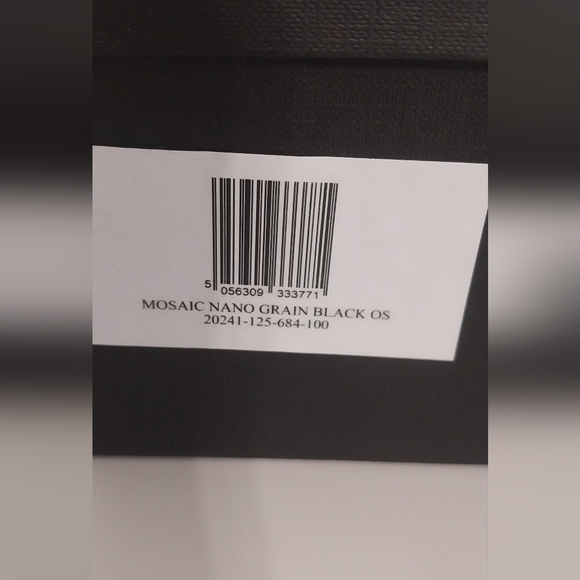 5 056309 333771
MOSAIC NANO GRAIN BLACK OS
20241-125-684-100